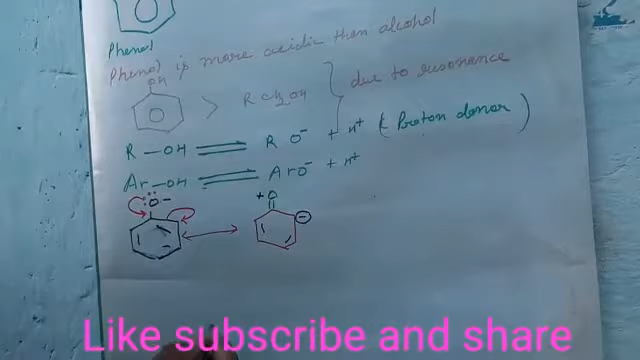 Phenol
Phenol is more acidic then alcohol
OH
> RCH2OH } due to resonance
R-OH ⇌ RO⁻ + H⁺ (Proton donor)
Ar-OH ⇌ ArO⁻ + H⁺
:Ö- +O
Like subscribe and share